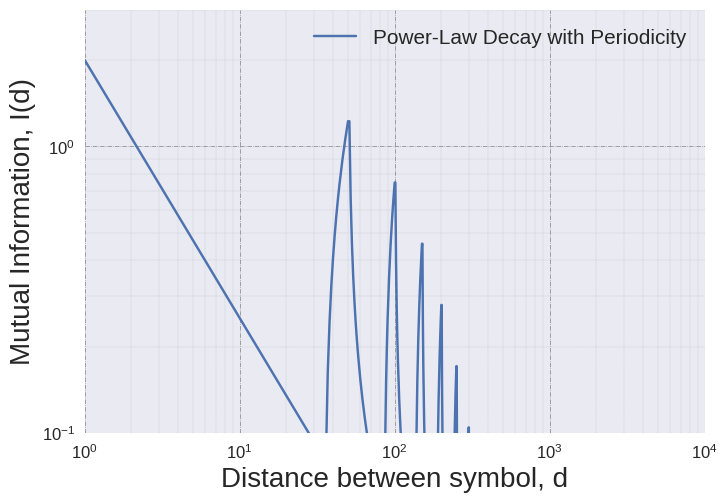 Power-Law Decay with Periodicity
Mutual Information, I(d)
10⁰
10⁻¹
10⁰ 10¹ 10² 10³ 10⁴
Distance between symbol, d